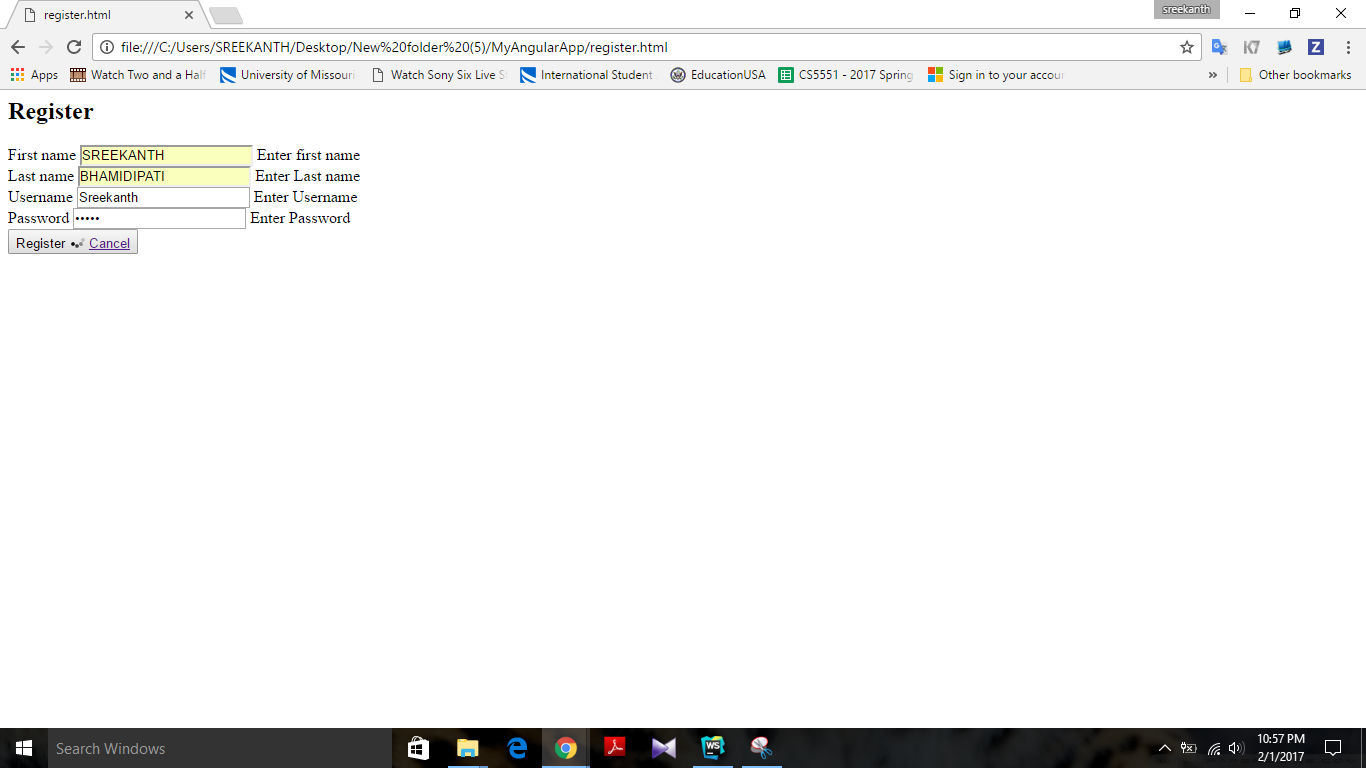 register.html
sreekanth
file:///C:/Users/SREEKANTH/Desktop/New%20folder%20(5)/MyAngularApp/register.html
K7
Z
Apps Watch Two and a Half University of Missouri Watch Sony Six Live S International Student EducationUSA CS5551 - 2017 Spring Sign in to your accou » Other bookmarks
Register
First name SREEKANTH Enter first name
Last name BHAMIDIPATI Enter Last name
Username Sreekanth Enter Username
Password ••••• Enter Password
Register Cancel
Search Windows
WS
10:57 PM
2/1/2017